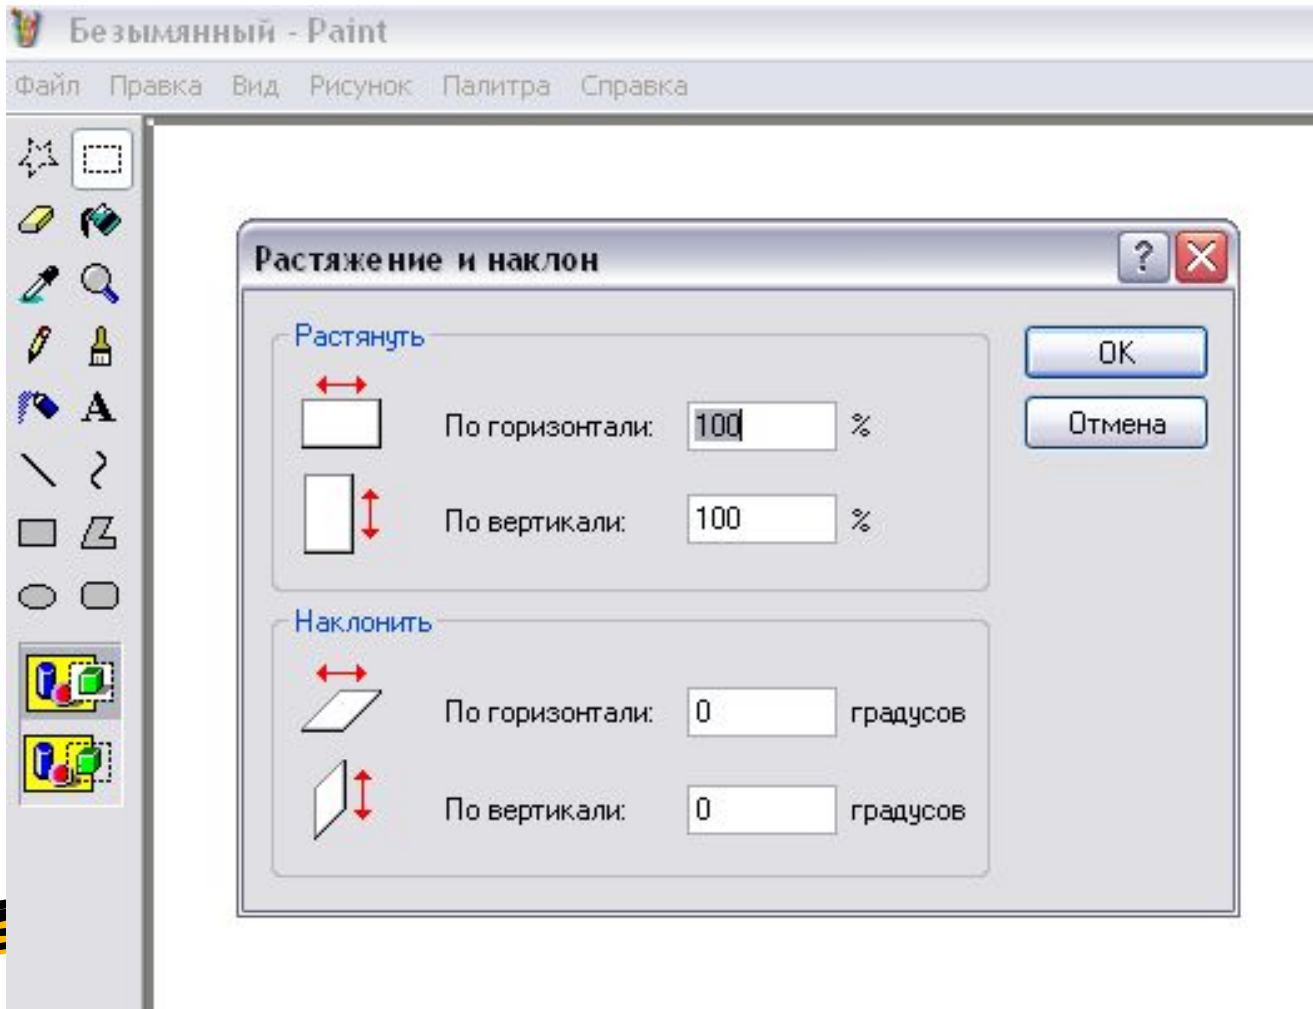 Безымянный - Paint
Файл Правка Вид Рисунок Палитра Справка
A
Растяжение и наклон
?
Растянуть
По горизонтали: 100 %
По вертикали: 100 %
OK
Отмена
Наклонить
По горизонтали: 0 градусов
По вертикали: 0 градусов